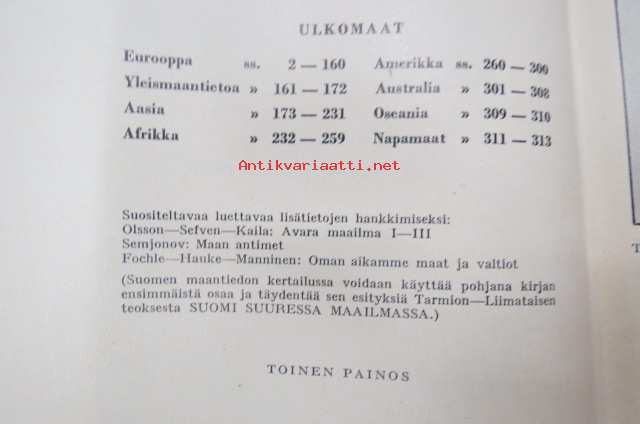 ULKOMAAT
Eurooppa ss. 2 — 160 Amerikka ss. 260 — 300
Yleismaantietoa » 161 — 172 Australia » 301 — 308
Aasia » 173 — 231 Oseania » 309 — 310
Afrikka » 232 — 259 Napamaat » 311 — 313
Antikvariaatti.net
Suositeltavaa luettavaa lisätietojen hankkimiseksi:
Olsson—Sefven—Kaila: Avara maailma I—III
Semjonov: Maan antimet
Fochle—Hauke—Manninen: Oman aikamme maat ja valtiot
(Suomen maantiedon kertailussa voidaan käyttää pohjana kirjan
ensimmäistä osaa ja täydentää sen esityksiä Tarmion—Liimataisen
teoksesta SUOMI SUURESSA MAAILMASSA.)
TOINEN PAINOS
T